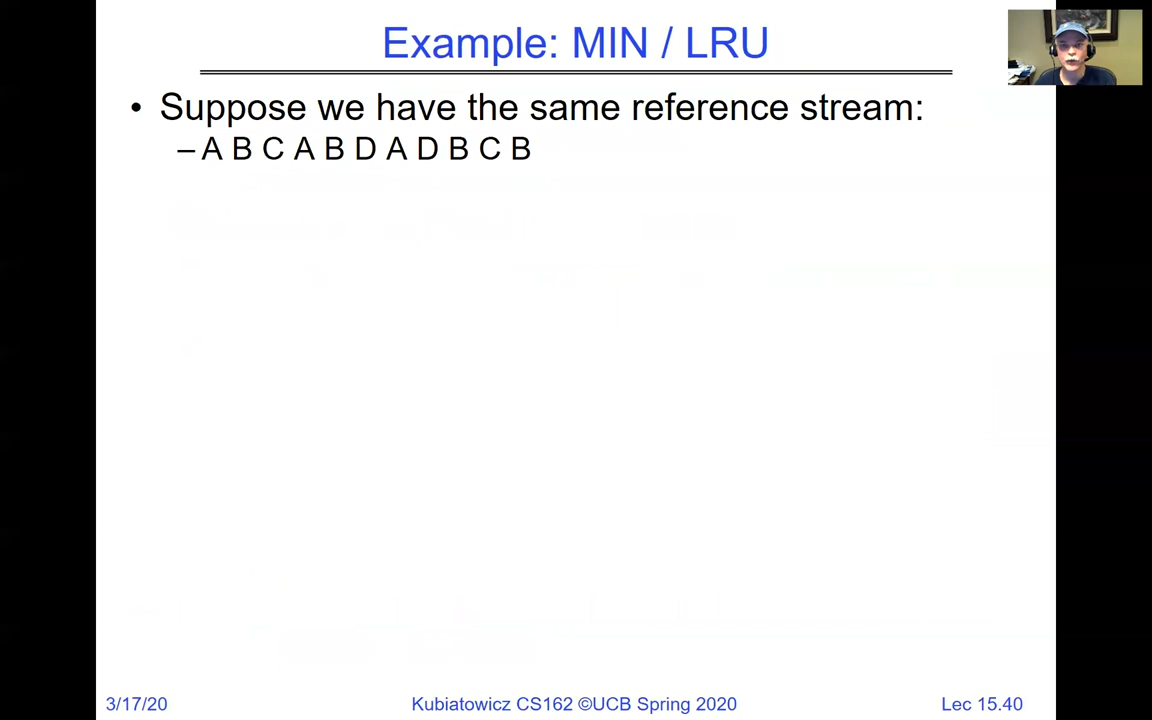 Example: MIN / LRU
• Suppose we have the same reference stream:
– A B C A B D A D B C B
3/17/20
Kubiatowicz CS162 ©UCB Spring 2020
Lec 15.40